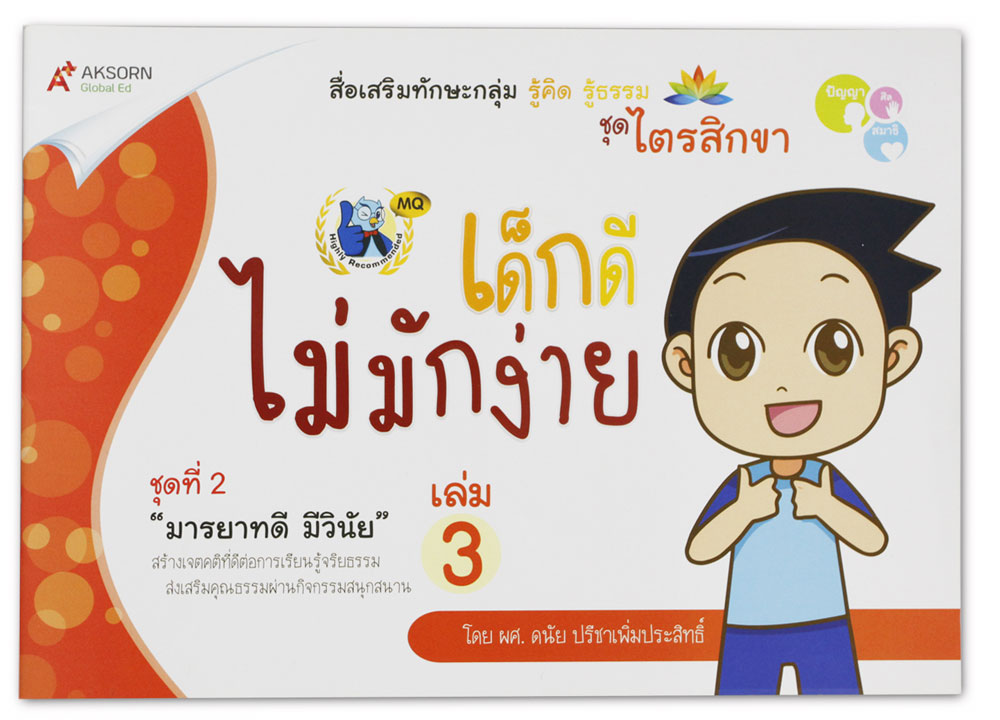 AKSORN
Global Ed
สื่อเสริมทักษะกลุ่ม รู้คิด รู้ธรรม
ชุด ไตรสิกขา
ปัญญา
ศีล
สมาธิ
MQ
Highly Recommended
เด็กดี
ไม่มักง่าย
ชุดที่ 2
“มารยาทดี มีวินัย”
สร้างเจตคติที่ดีต่อการเรียนรู้จริยธรรม
ส่งเสริมคุณธรรมผ่านกิจกรรมสนุกสนาน
เล่ม
3
โดย ผศ. ดนัย ปรีชาเพิ่มประสิทธิ์